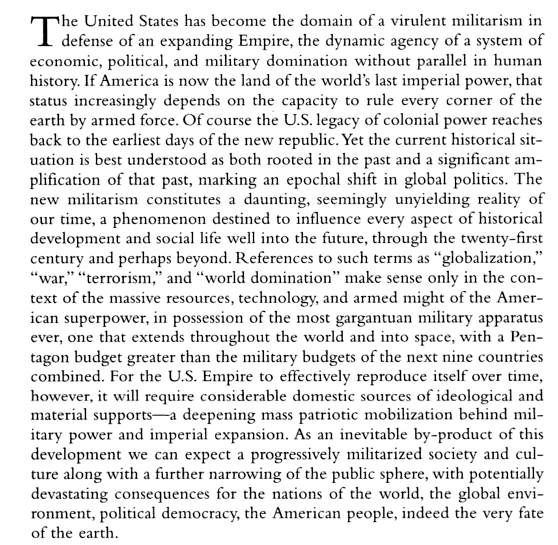 The United States has become the domain of a virulent militarism in
defense of an expanding Empire, the dynamic agency of a system of
economic, political, and military domination without parallel in human
history. If America is now the land of the world's last imperial power, that
status increasingly depends on the capacity to rule every corner of the
earth by armed force. Of course the U.S. legacy of colonial power reaches
back to the earliest days of the new republic. Yet the current historical sit-
uation is best understood as both rooted in the past and a significant am-
plification of that past, marking an epochal shift in global politics. The
new militarism constitutes a daunting, seemingly unyielding reality of
our time, a phenomenon destined to influence every aspect of historical
development and social life well into the future, through the twenty-first
century and perhaps beyond. References to such terms as “globalization,”
“war,” “terrorism,” and “world domination” make sense only in the con-
text of the massive resources, technology, and armed might of the Amer-
ican superpower, in possession of the most gargantuan military apparatus
ever, one that extends throughout the world and into space, with a Pen-
tagon budget greater than the military budgets of the next nine countries
combined. For the U.S. Empire to effectively reproduce itself over time,
however, it will require considerable domestic sources of ideological and
material supports—a deepening mass patriotic mobilization behind mil-
itary power and imperial expansion. As an inevitable by-product of this
development we can expect a progressively militarized society and cul-
ture along with a further narrowing of the public sphere, with potentially
devastating consequences for the nations of the world, the global envi-
ronment, political democracy, the American people, indeed the very fate
of the earth.